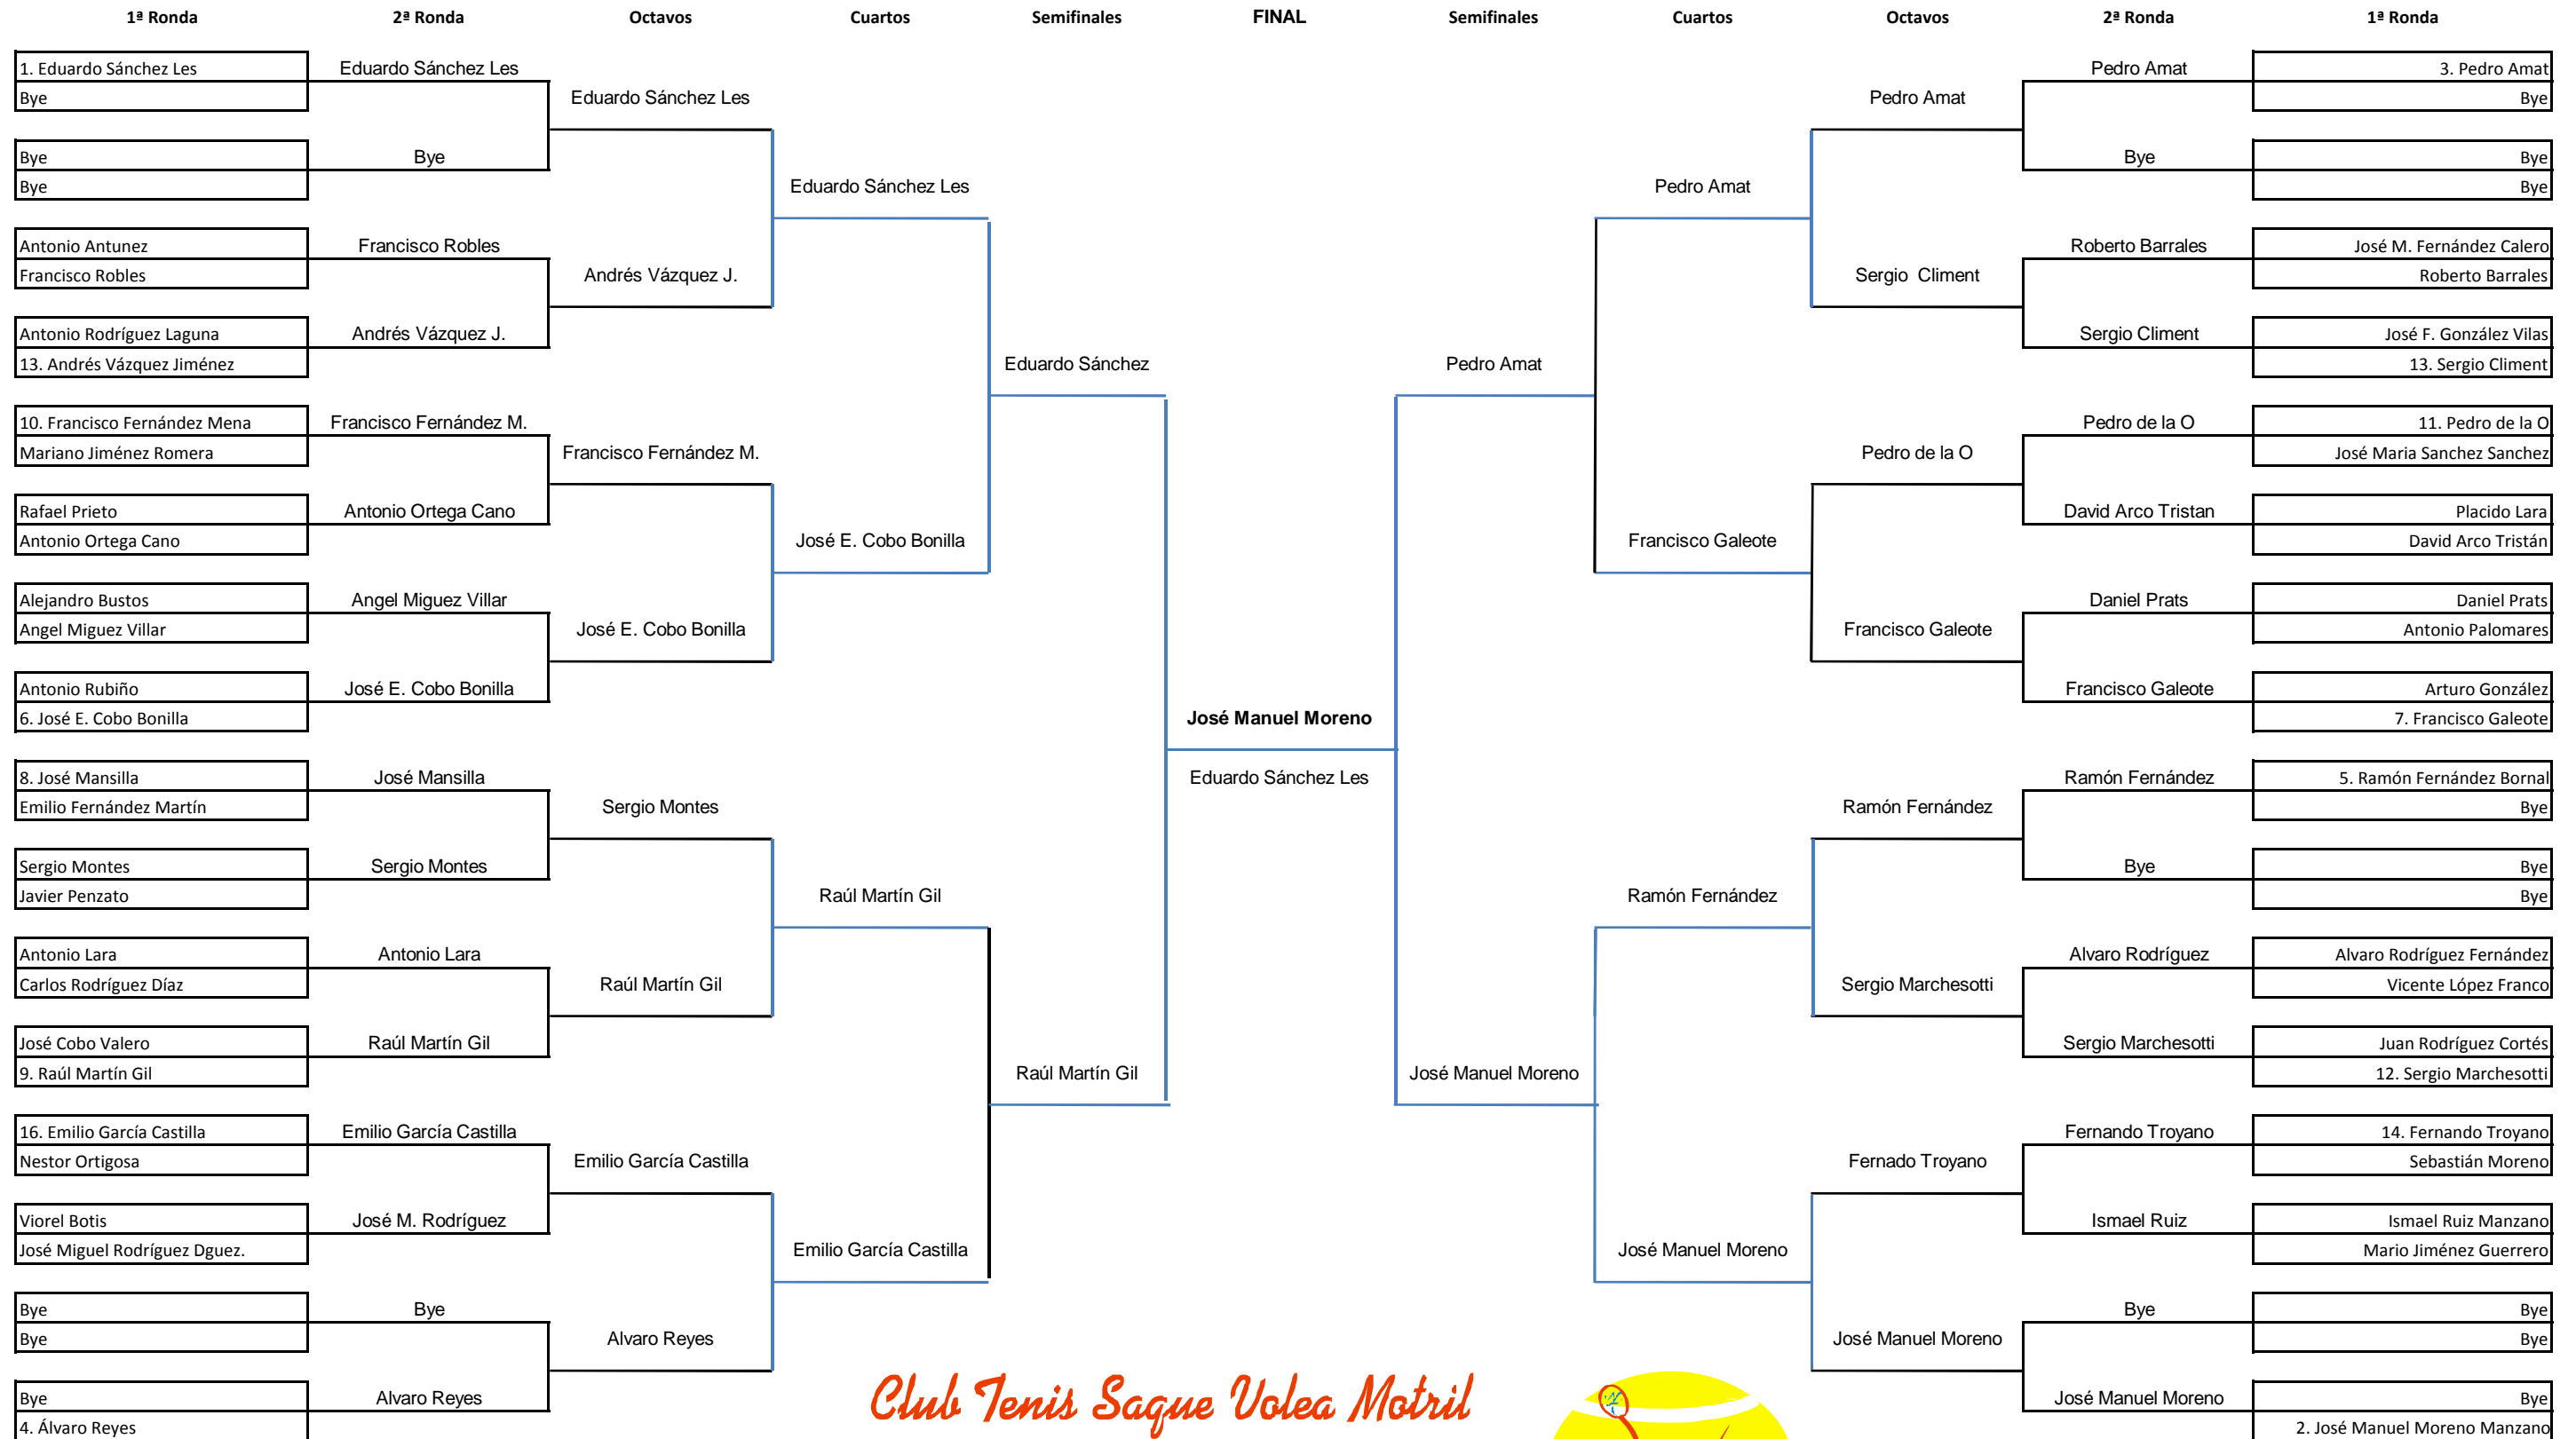 1ª Ronda 2ª Ronda Octavos Cuartos Semifinales FINAL Semifinales Cuartos Octavos 2ª Ronda 1ª Ronda
1. Eduardo Sánchez Les Eduardo Sánchez Les Pedro Amat 3. Pedro Amat
Bye Eduardo Sánchez Les Pedro Amat Bye
Bye Bye Bye Bye
Bye Eduardo Sánchez Les Pedro Amat Bye
Antonio Antunez Francisco Robles Roberto Barrales José M. Fernández Calero
Francisco Robles Andrés Vázquez J. Sergio Climent Roberto Barrales
Antonio Rodríguez Laguna Andrés Vázquez J. Sergio Climent José F. González Vilas
13. Andrés Vázquez Jiménez Eduardo Sánchez Pedro Amat 13. Sergio Climent
10. Francisco Fernández Mena Francisco Fernández M. Pedro de la O 11. Pedro de la O
Mariano Jiménez Romera Francisco Fernández M. Pedro de la O José Maria Sanchez Sanchez
Rafael Prieto Antonio Ortega Cano David Arco Tristan Placido Lara
Antonio Ortega Cano José E. Cobo Bonilla Francisco Galeote David Arco Tristán
Alejandro Bustos Angel Miguez Villar Daniel Prats Daniel Prats
Angel Miguez Villar José E. Cobo Bonilla Francisco Galeote Antonio Palomares
Antonio Rubiño José E. Cobo Bonilla Francisco Galeote Arturo González
6. José E. Cobo Bonilla José Manuel Moreno 7. Francisco Galeote
8. José Mansilla José Mansilla Eduardo Sánchez Les Ramón Fernández 5. Ramón Fernández Bornal
Emilio Fernández Martín Sergio Montes Ramón Fernández Bye
Sergio Montes Sergio Montes Bye Bye
Javier Penzato Raúl Martín Gil Ramón Fernández Bye
Antonio Lara Antonio Lara Alvaro Rodríguez Alvaro Rodríguez Fernández
Carlos Rodríguez Díaz Raúl Martín Gil Sergio Marchesotti Vicente López Franco
José Cobo Valero Raúl Martín Gil Sergio Marchesotti Juan Rodríguez Cortés
9. Raúl Martín Gil Raúl Martín Gil José Manuel Moreno 12. Sergio Marchesotti
16. Emilio García Castilla Emilio García Castilla Fernando Troyano 14. Fernando Troyano
Nestor Ortigosa Emilio García Castilla Fernado Troyano Sebastián Moreno
Viorel Botis José M. Rodríguez Ismael Ruiz Ismael Ruiz Manzano
José Miguel Rodríguez Dguez. Emilio García Castilla José Manuel Moreno Mario Jiménez Guerrero
Bye Bye Bye Bye
Bye Alvaro Reyes José Manuel Moreno Bye
Bye Alvaro Reyes José Manuel Moreno Bye
4. Álvaro Reyes 2. José Manuel Moreno Manzano
Club Tenis Saque Volea Motril